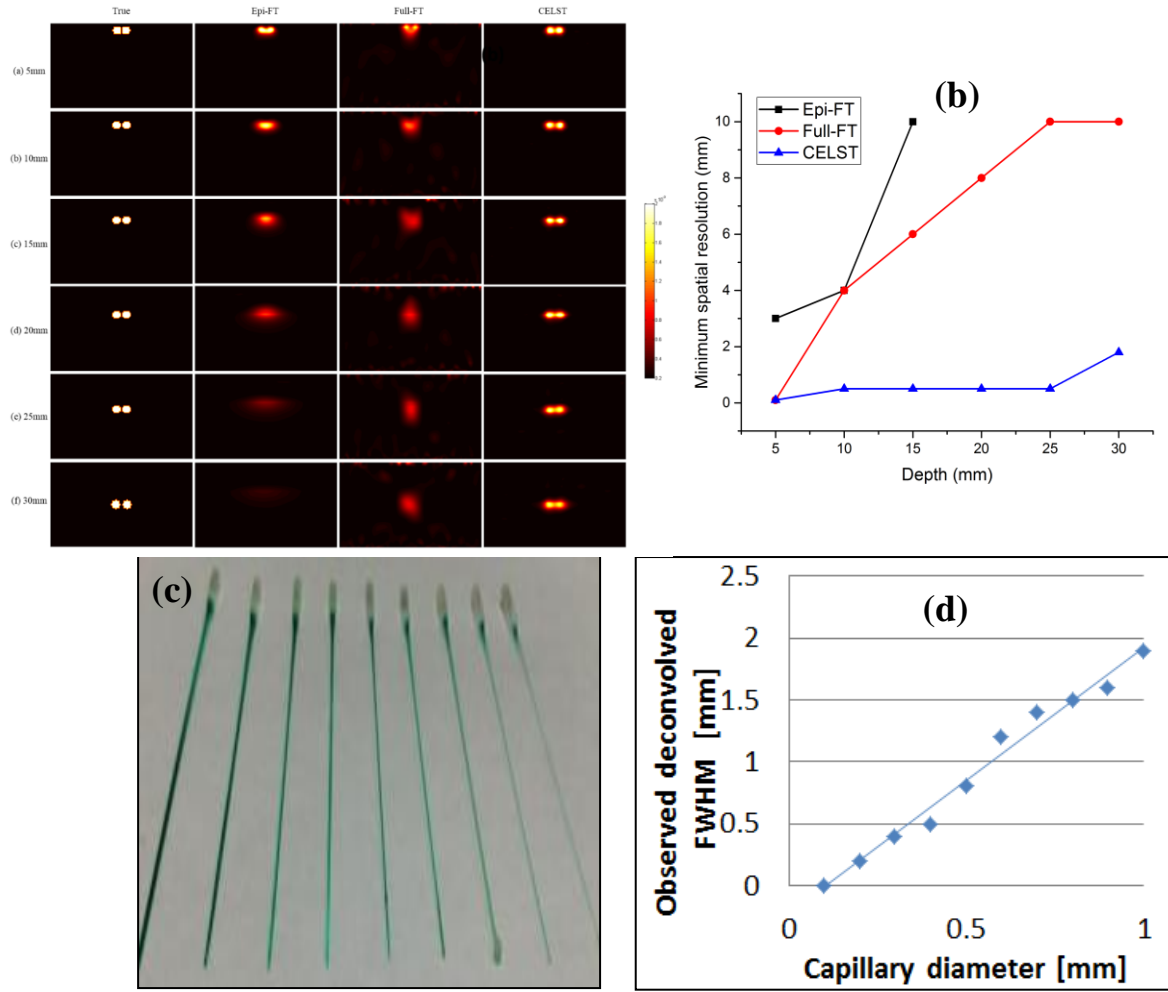 True Epi-FT Full-FT CELST
(a) 5mm
(b) 10mm
(c) 15mm
(d) 20mm
(e) 25mm
(f) 30mm
(b)
Epi-FT
Full-FT
CELST
Minimum spatial resolution (mm)
10
8
6
4
2
0
5 10 15 20 25 30
Depth (mm)
(c)
(d)
Observed deconvolved
FWHM [mm]
2.5
2
1.5
1
0.5
0
0 0.5 1
Capillary diameter [mm]